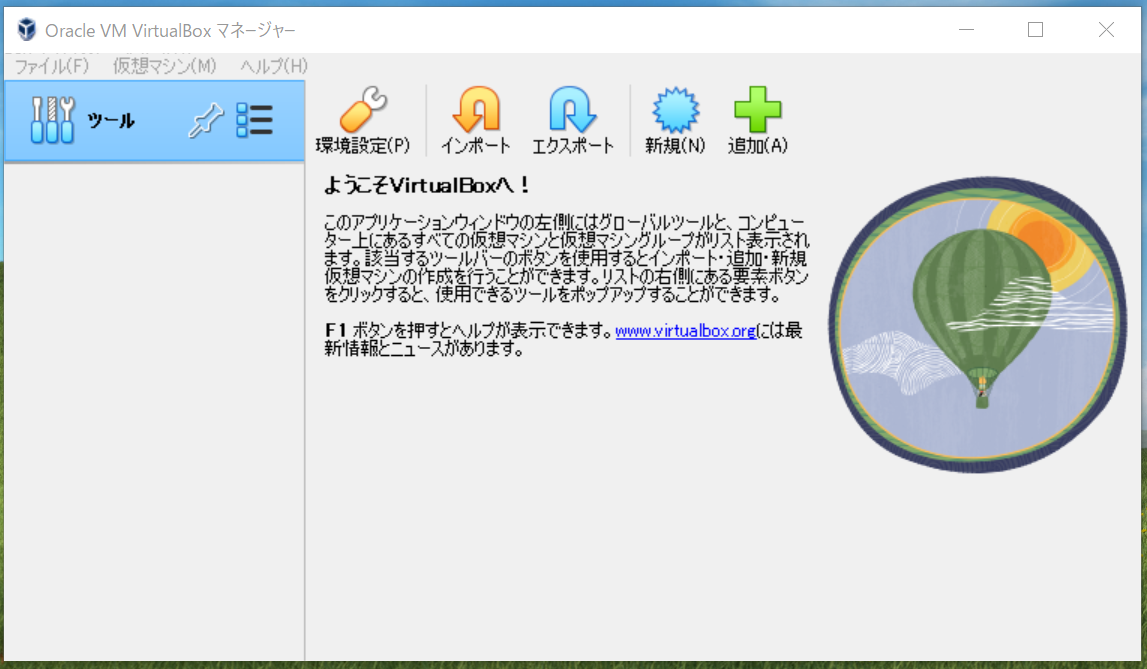 Oracle VM VirtualBox マネージャー
ファイル(F) 仮想マシン(M) ヘルプ(H)
ツール
環境設定(P) インポート エクスポート 新規(N) 追加(A)
ようこそVirtualBoxへ！
このアプリケーションウィンドウの左側にはグローバルツールと、コンピュー
ター上にあるすべての仮想マシンと仮想マシングループがリスト表示され
ます。該当するツールバーのボタンを使用するとインポート・追加・新規
仮想マシンの作成を行うことができます。リストの右側にある要素ボタン
をクリックすると、使用できるツールをポップアップすることができます。
F1 ボタンを押すとヘルプが表示できます。www.virtualbox.orgには最
新情報とニュースがあります。